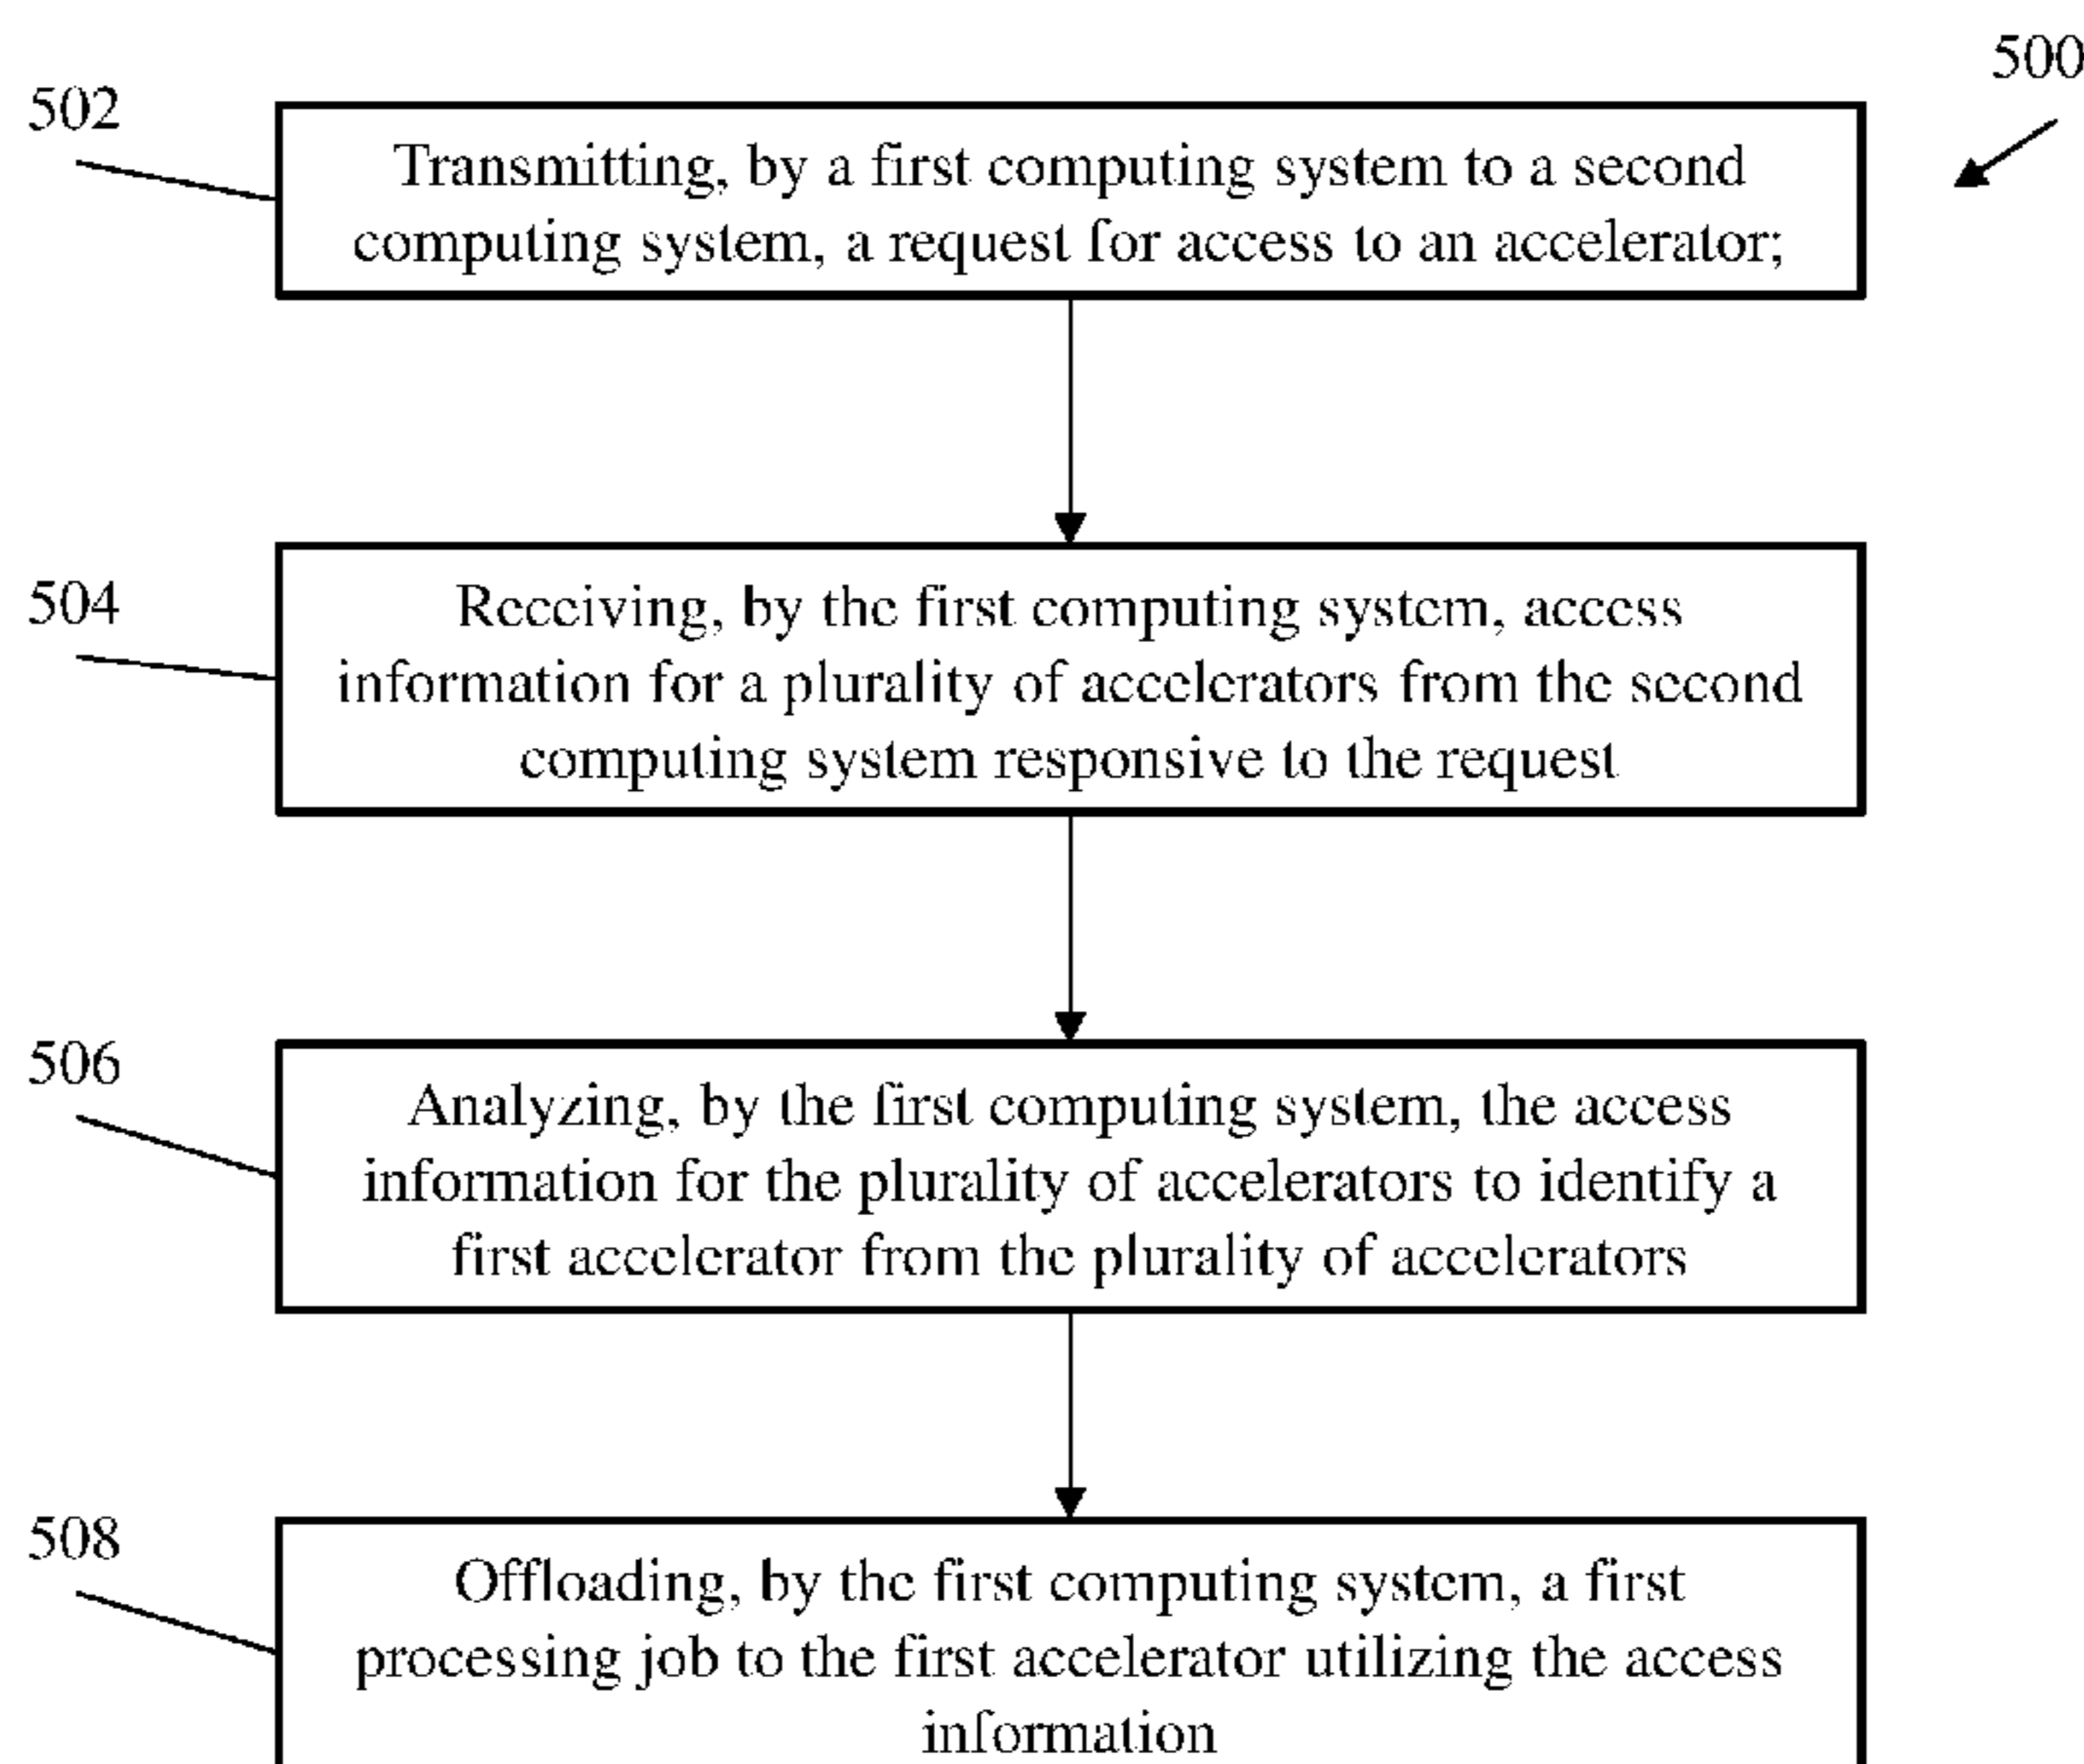 500
502
Transmitting, by a first computing system to a second
computing system, a request for access to an accelerator;
504
Receiving, by the first computing system, access
information for a plurality of accelerators from the second
computing system responsive to the request
506
Analyzing, by the first computing system, the access
information for the plurality of accelerators to identify a
first accelerator from the plurality of accelerators
508
Offloading, by the first computing system, a first
processing job to the first accelerator utilizing the access
information